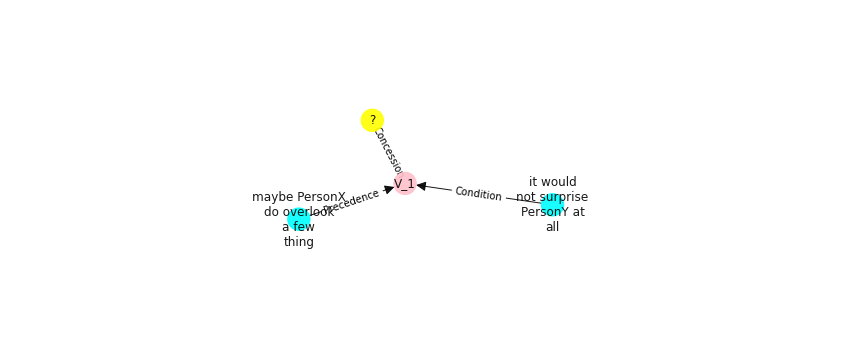 ?
Concession
V_1
Precedence
Condition
maybe PersonX
do overlook
a few
thing
it would
not surprise
PersonY at
all